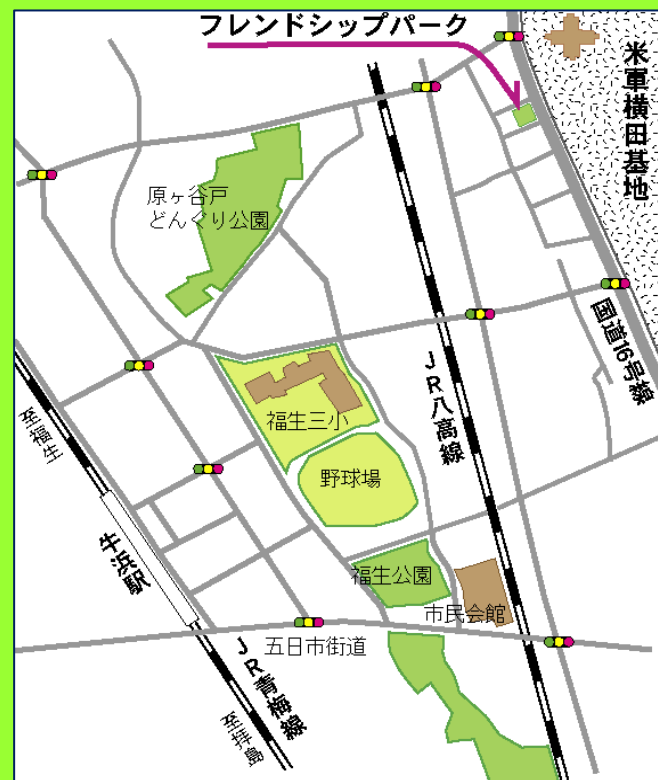 フレンドシップパーク
米軍横田基地
原ヶ谷戸
どんぐり公園
国道16号線
JR八高線
福生三小
至福生
野球場
牛浜駅
福生公園
市民会館
五日市街道
JR青梅線
至拝島